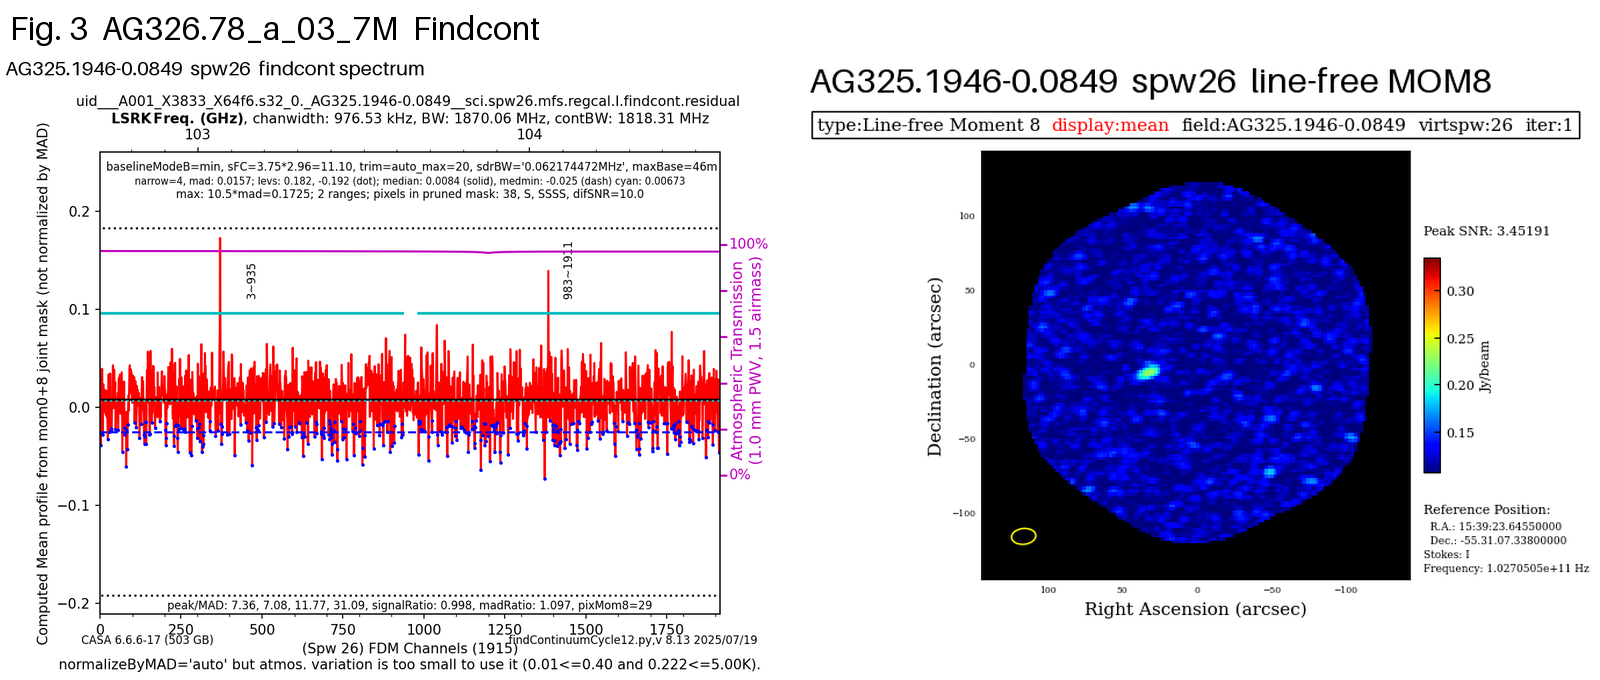 Fig. 3 AG326.78_a_03_7M Findcont
AG325.1946-0.0849 spw26 findcont spectrum
uid___A001_X3833_X64f6.s32_0._AG325.1946-0.0849__sci.spw26.mfs.regcal.I.findcont.residual
LSRK Freq. (GHz), chanwidth: 976.53 kHz, BW: 1870.06 MHz, contBW: 1818.31 MHz
103 104
baselineModeB=min, sFC=3.75*2.96=11.10, trim=auto_max=20, sdrBW='0.062174472MHz', maxBase=46m
narrow=4, mad: 0.0157; levs: 0.182, -0.192 (dot); median: 0.0084 (solid), medmin: -0.025 (dash) cyan: 0.00673
max: 10.5*mad=0.1725; 2 ranges; pixels in pruned mask: 38, S, SSSS, difSNR=10.0
Computed Mean profile from mom0+8 joint mask (not normalized by MAD)
0.2
0.1
0.0
−0.1
−0.2
3~935
983~1911
100%
0%
Atmospheric Transmission
(1.0 mm PWV, 1.5 airmass)
peak/MAD: 7.36, 7.08, 11.77, 31.09, signalRatio: 0.998, madRatio: 1.097, pixMom8=29
0 250 500 750 1000 1250 1500 1750
CASA 6.6.6-17 (503 GB)
findContinuumCycle12.py,v 8.13 2025/07/19
(Spw 26) FDM Channels (1915)
normalizeByMAD='auto' but atmos. variation is too small to use it (0.01<=0.40 and 0.222<=5.00K).
AG325.1946-0.0849 spw26 line-free MOM8
type:Line-free Moment 8 display:mean field:AG325.1946-0.0849 virtspw:26 iter:1
Declination (arcsec)
100
50
0
−50
−100
100 50 0 −50 −100
Right Ascension (arcsec)
Peak SNR: 3.45191
0.30
0.25
0.20
0.15
Jy/beam
Reference Position:
R.A.: 15:39:23.64550000
Dec.: -55.31.07.33800000
Stokes: I
Frequency: 1.0270505e+11 Hz